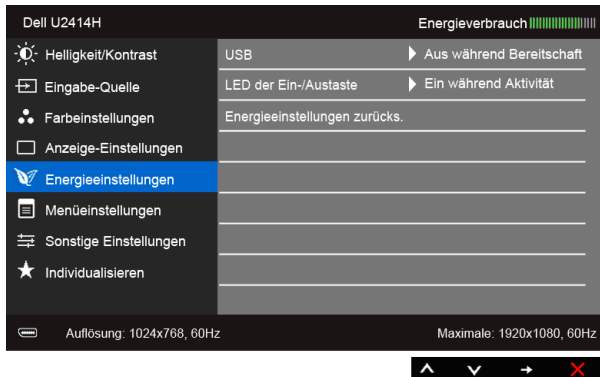 Dell U2414H Energieverbrauch
Helligkeit/Kontrast USB Aus während Bereitschaft
Eingabe-Quelle LED der Ein-/Austaste Ein während Aktivität
Farbeinstellungen Energieeinstellungen zurücks.
Anzeige-Einstellungen
Energieeinstellungen
Menüeinstellungen
Sonstige Einstellungen
Individualisieren
Auflösung: 1024x768, 60Hz Maximale: 1920x1080, 60Hz